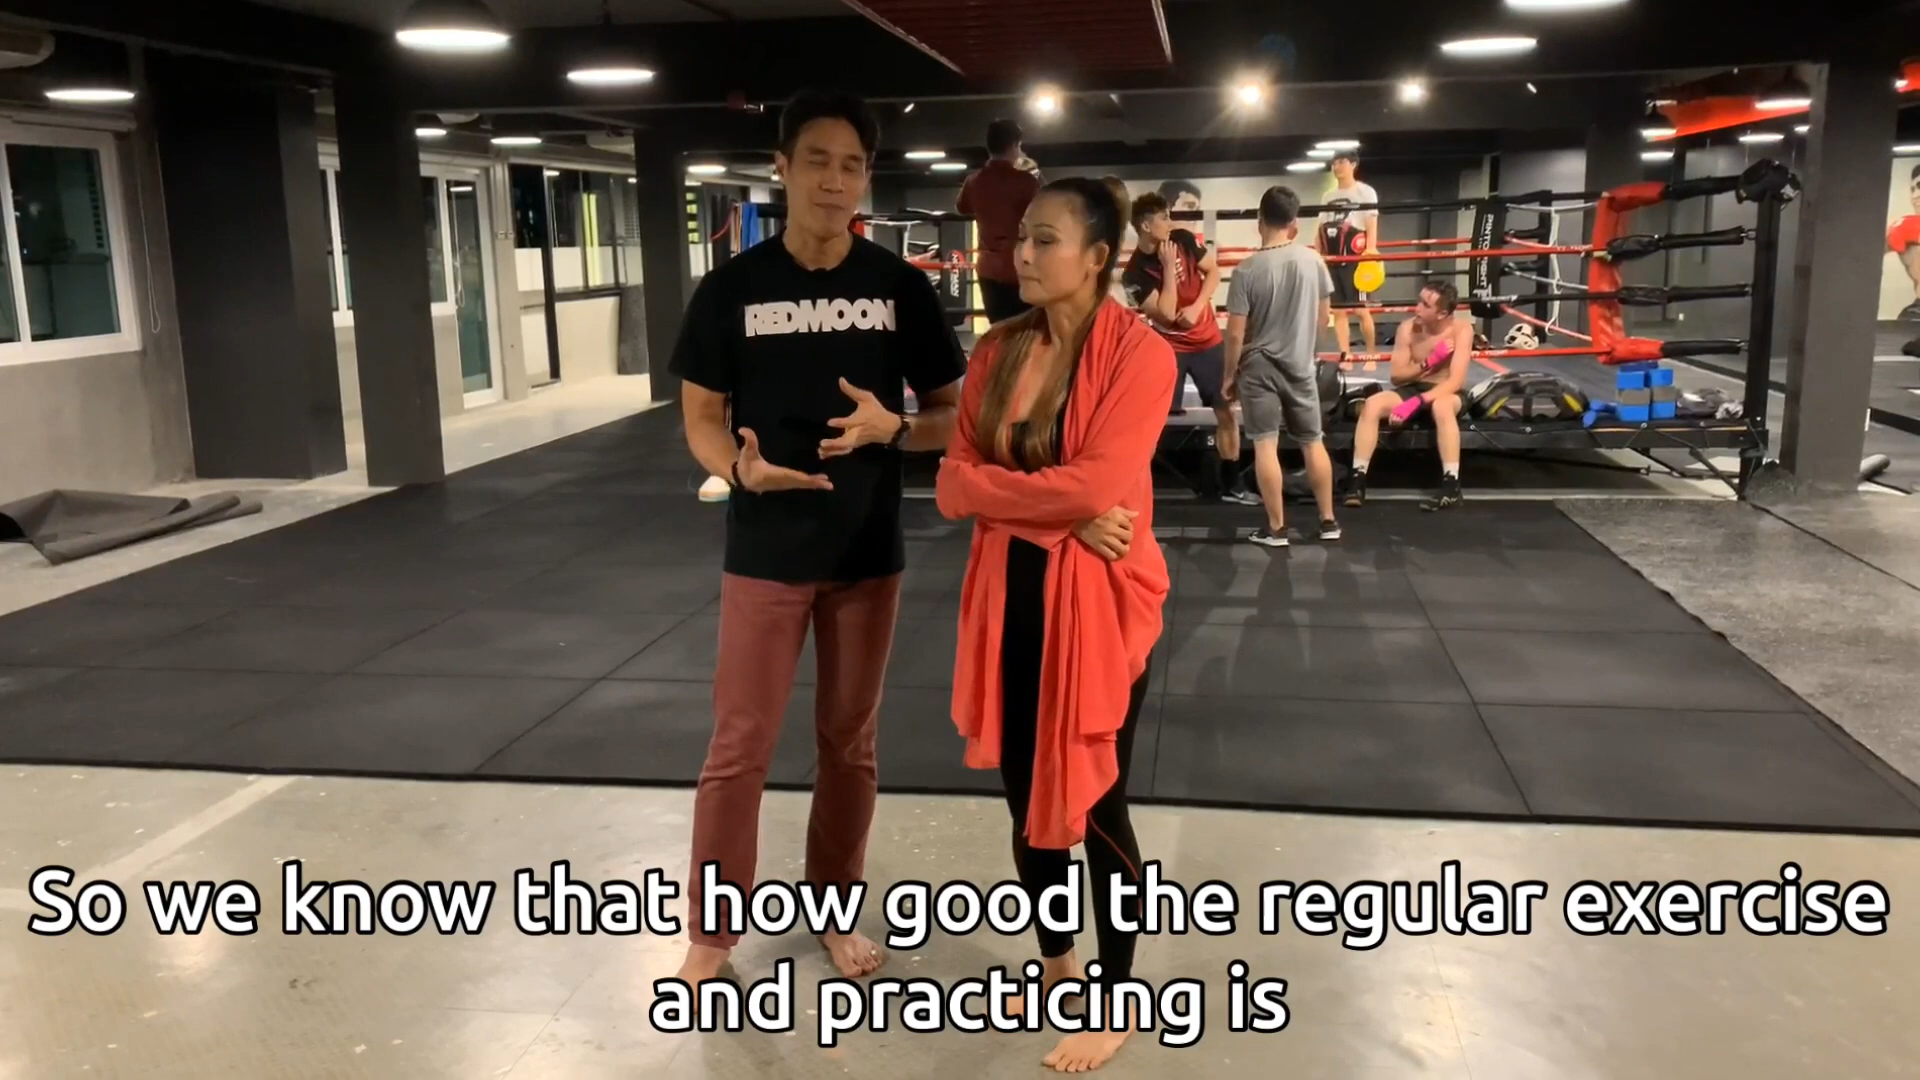 REDMOON
So we know that how good the regular exercise
and practicing is